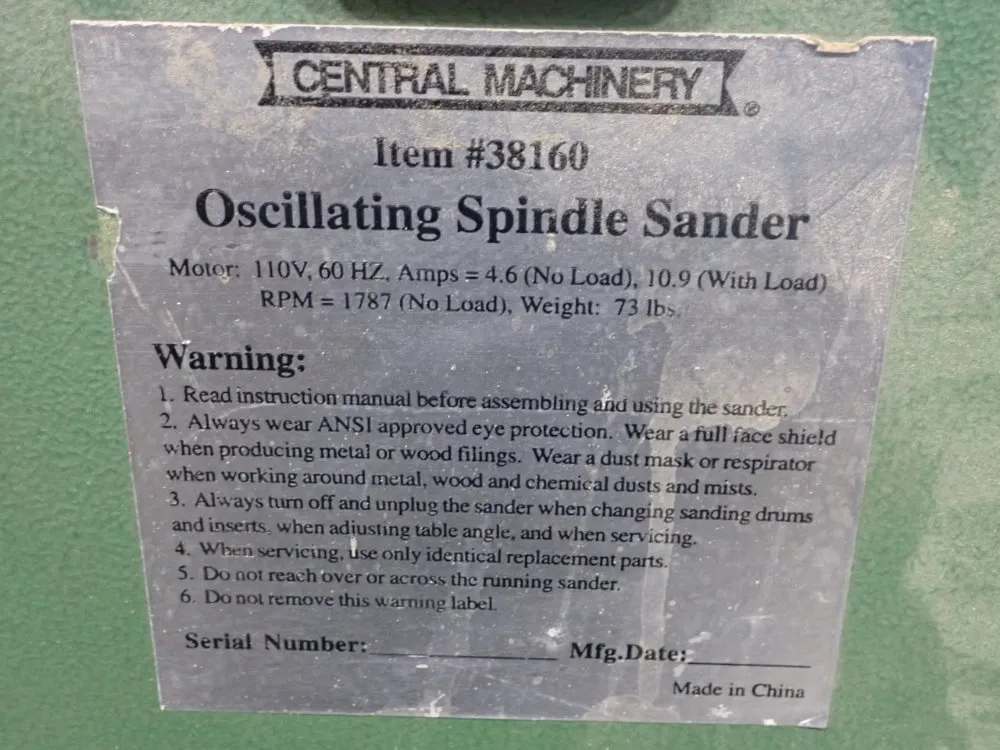 CENTRAL MACHINERY ®
Item #38160
Oscillating Spindle Sander
Motor: 110V, 60 HZ, Amps = 4.6 (No Load), 10.9 (With Load)
RPM = 1787 (No Load), Weight: 73 lbs.
Warning:
1. Read instruction manual before assembling and using the sander.
2. Always wear ANSI approved eye protection. Wear a full face shield
when producing metal or wood filings. Wear a dust mask or respirator
when working around metal, wood and chemical dusts and mists.
3. Always turn off and unplug the sander when changing sanding drums
and inserts, when adjusting table angle, and when servicing.
4. When servicing, use only identical replacement parts.
5. Do not reach over or across the running sander.
6. Do not remove this warning label.
Serial Number: Mfg.Date:
Made in China